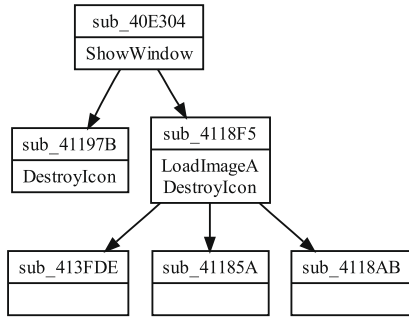 sub_40E304
ShowWindow
sub_41197B
DestroyIcon
sub_4118F5
LoadImageA
DestroyIcon
sub_413FDE
sub_41185A
sub_4118AB